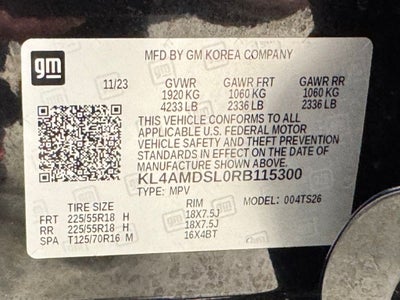 gm
MFD BY GM KOREA COMPANY
11/23 GVWR GAWR FRT GAWR RR
1920 KG 1060 KG 1060 KG
4233 LB 2336 LB 2336 LB
THIS VEHICLE CONFORMS TO ALL
APPLICABLE U.S. FEDERAL MOTOR
VEHICLE SAFETY AND THEFT PREVENTION
STANDARDS IN EFFECT ON THE DATE OF
MANUFACTURE SHOWN ABOVE.
KL4AMDSL0RB115300
TYPE: MPV MODEL: 004TS26
TIRE SIZE RIM
FRT 225/55R18 H 18X7.5J
RR 225/55R18 H 18X7.5J
SPA T125/70R16 M 16X4BT